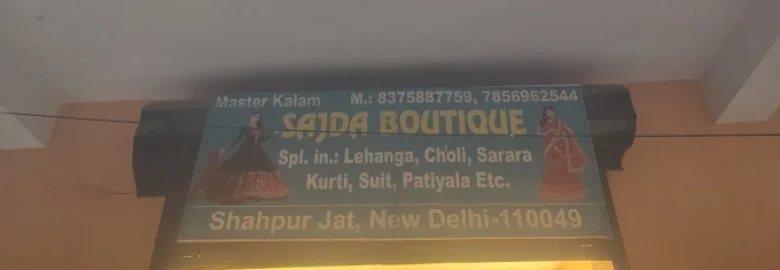 Master Kalam M.: 8375887759, 7856962544
SAJDA BOUTIQUE
Spl. in.: Lehanga, Choli, Sarara
Kurti, Suit, Patiyala Etc.
Shahpur Jat, New Delhi-110049